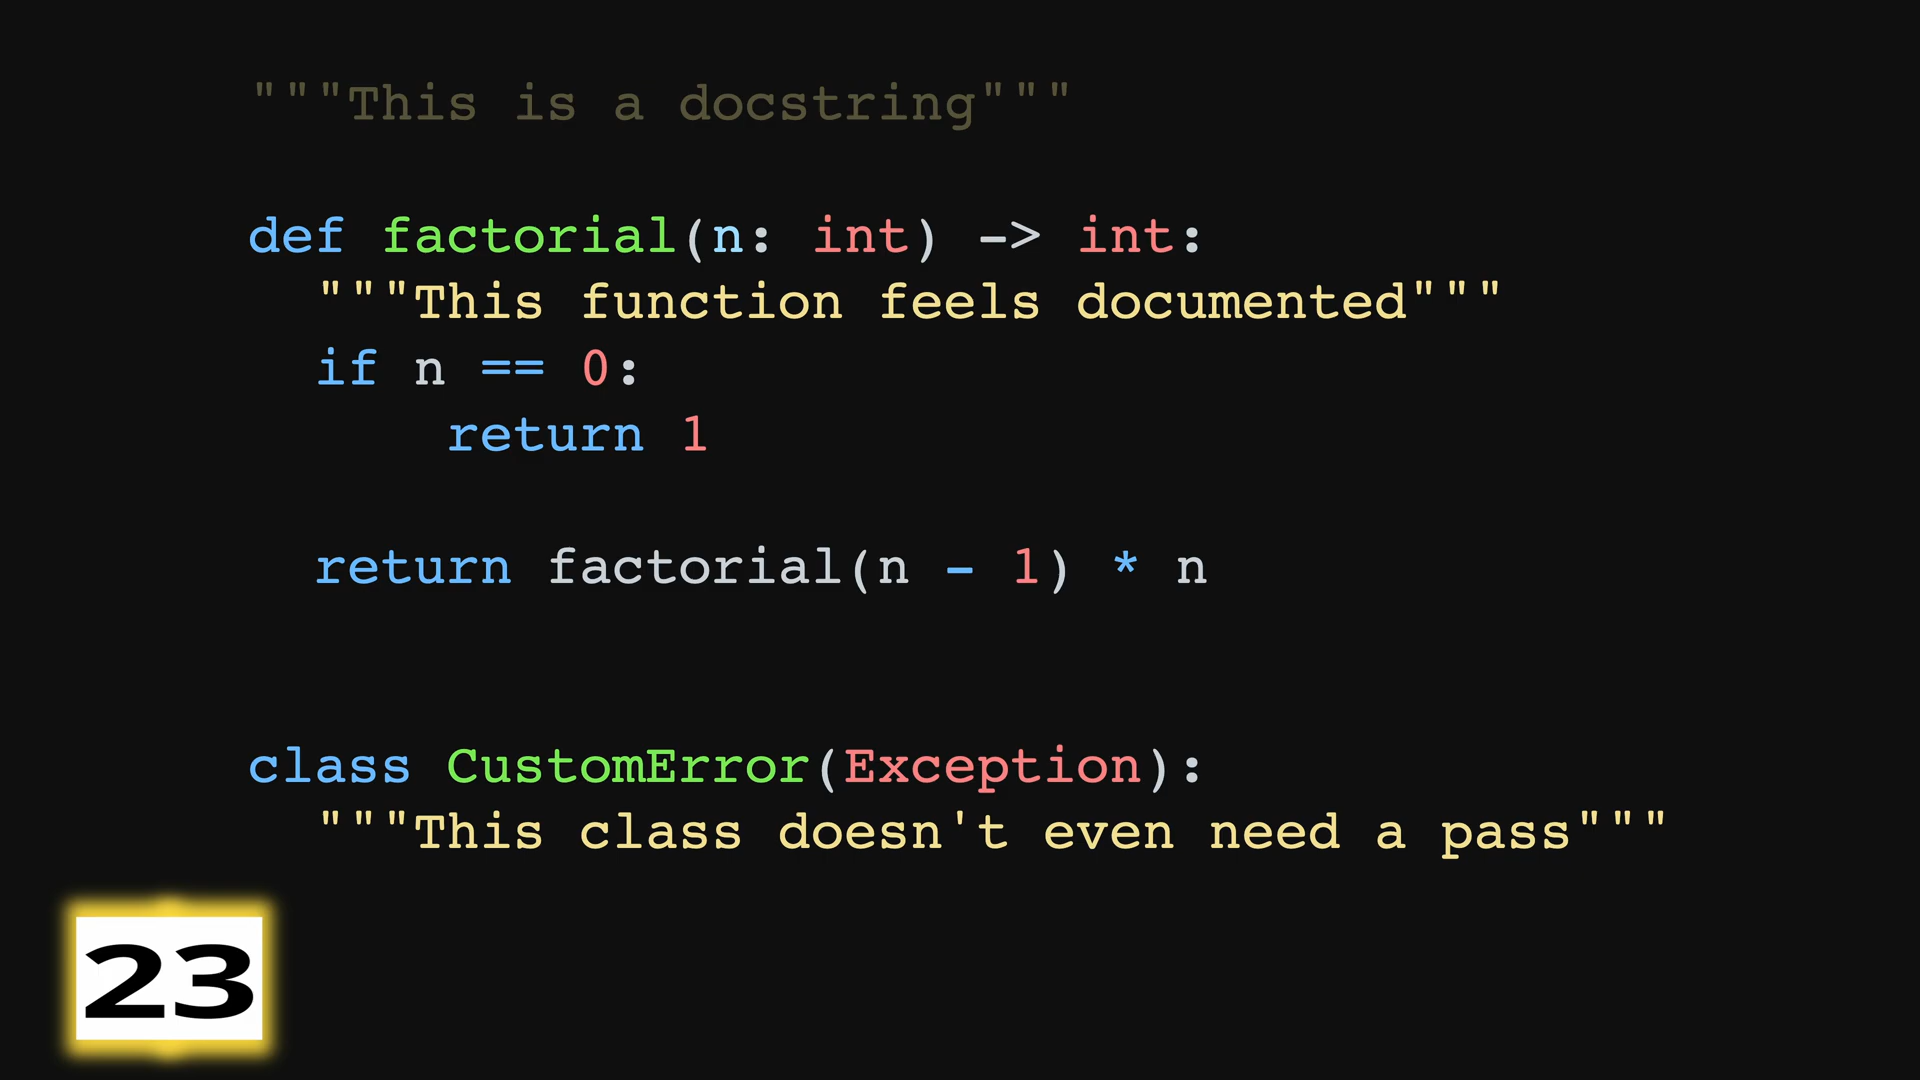 """This is a docstring"""
def factorial(n: int) -> int:
"""This function feels documented"""
if n == 0:
return 1
return factorial(n - 1) * n
class CustomError(Exception):
"""This class doesn't even need a pass"""
23